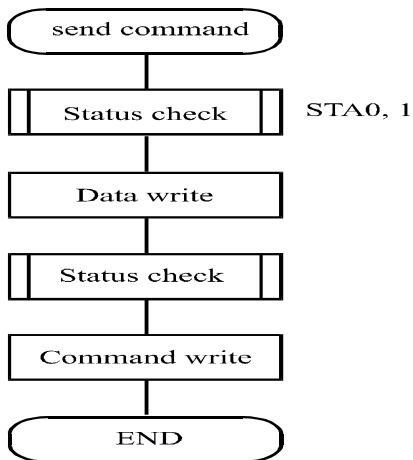 send command
Status check STA0, 1
Data write
Status check
Command write
END